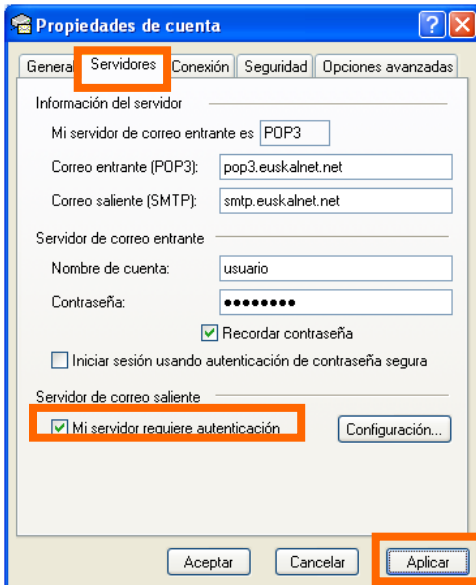 Propiedades de cuenta
General Servidores Conexión Seguridad Opciones avanzadas
Información del servidor
Mi servidor de correo entrante es POP3
Correo entrante (POP3): pop3.euskalnet.net
Correo saliente (SMTP): smtp.euskalnet.net
Servidor de correo entrante
Nombre de cuenta: usuario
Contraseña: ●●●●●●●●
Recordar contraseña
Iniciar sesión usando autenticación de contraseña segura
Servidor de correo saliente
Mi servidor requiere autenticación Configuración...
Aceptar Cancelar Aplicar